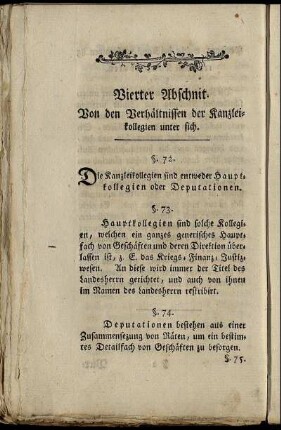 Vierter Abschnit.
Von den Verhältnissen der Kanzlei-
kollegien unter sich.
§. 72.
Die Kanzleikollegien sind entweder Haupt-
kollegien oder Deputationen.
§. 73.
Hauptkollegien sind solche Kollegi-
en, welchen ein ganzes generisches Haupt-
fach von Geschäften und deren Direktion über-
lassen ist, z. E. das Kriegs- Finanz- Justiz-
wesen. An diese wird immer der Titel des
Landesherrn gerichtet, und auch von ihnen
im Namen des Landesherrn reskribirt.
§. 74.
Deputationen bestehen aus einer
Zusammensezung von Räten, um ein bestim-
tes Detailfach von Geschäften zu besorgen.
§. 75.